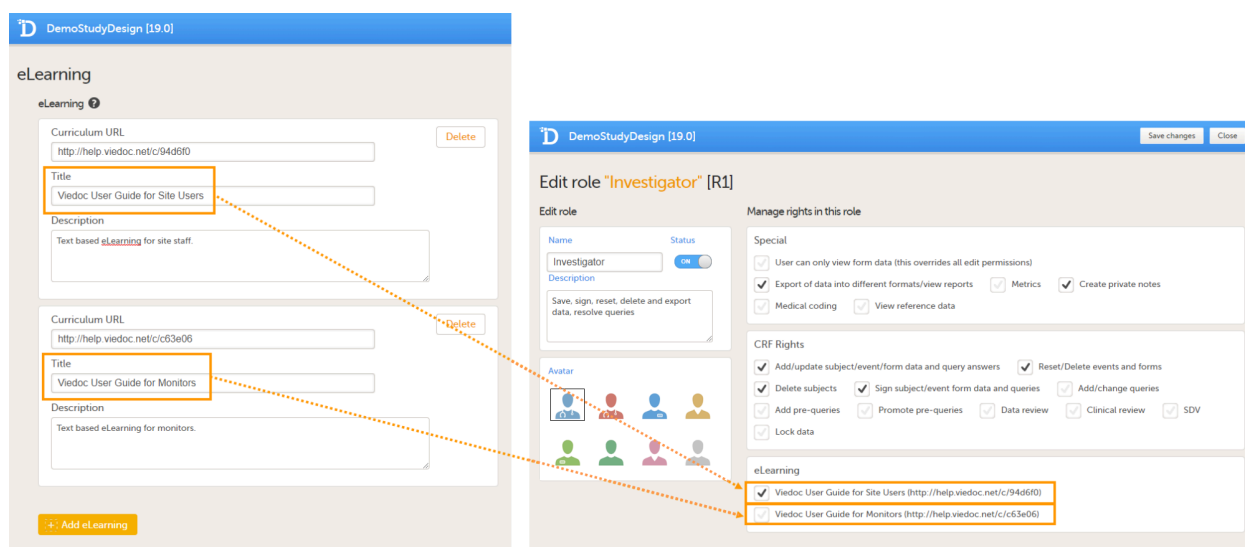 DemoStudyDesign [19.0]
eLearning
eLearning ?
Curriculum URL
Delete
http://help.viedoc.net/c/94d6f0
Title
Viedoc User Guide for Site Users
Description
Text based eLearning for site staff.
Curriculum URL
Delete
http://help.viedoc.net/c/c63e06
Title
Viedoc User Guide for Monitors
Description
Text based eLearning for monitors.
+ Add eLearning
DemoStudyDesign [19.0]
Save changes Close
Edit role "Investigator" [R1]
Edit role
Name Status
Investigator ON
Description
Save, sign, reset, delete and export
data, resolve queries
Avatar
Manage rights in this role
Special
User can only view form data (this overrides all edit permissions)
Export of data into different formats/view reports Metrics Create private notes
Medical coding View reference data
CRF Rights
Add/update subject/event/form data and query answers Reset/Delete events and forms
Delete subjects Sign subject/event form data and queries Add/change queries
Add pre-queries Promote pre-queries Data review Clinical review SDV
Lock data
eLearning
Viedoc User Guide for Site Users (http://help.viedoc.net/c/94d6f0)
Viedoc User Guide for Monitors (http://help.viedoc.net/c/c63e06)